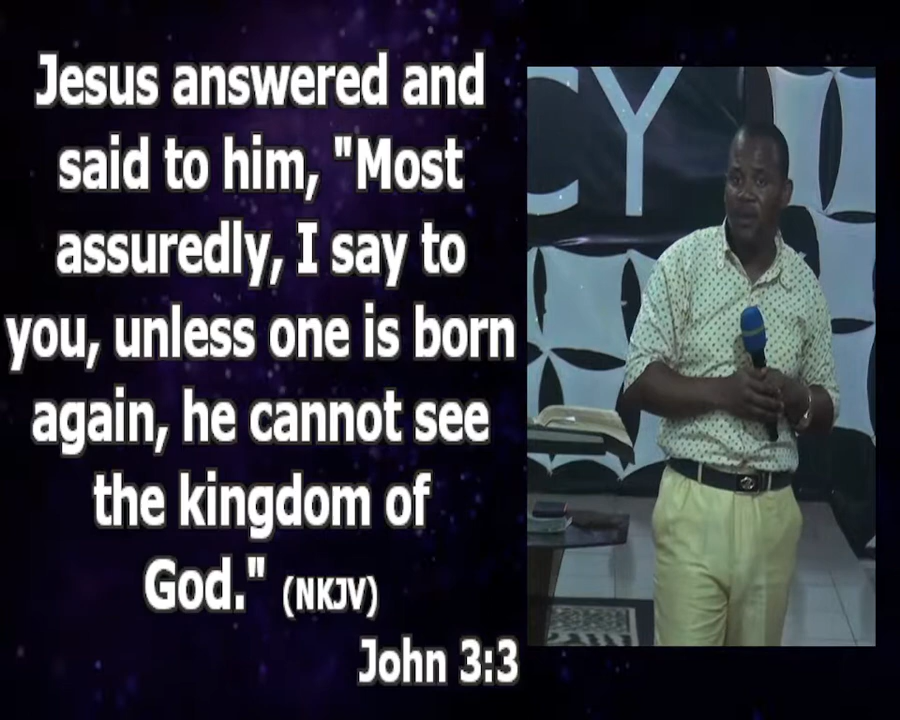 Jesus answered and
said to him, "Most
assuredly, I say to
you, unless one is born
again, he cannot see
the kingdom of
God." (NKJV)
John 3:3
CY